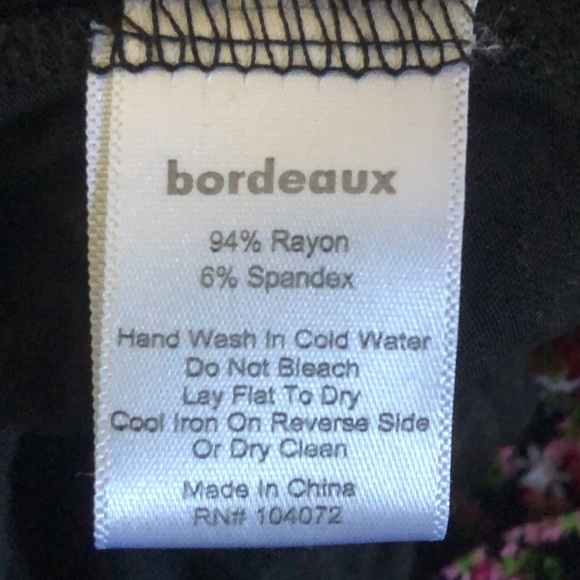 bordeaux
94% Rayon
6% Spandex
Hand Wash In Cold Water
Do Not Bleach
Lay Flat To Dry
Cool Iron On Reverse Side
Or Dry Clean
Made In China
RN# 104072